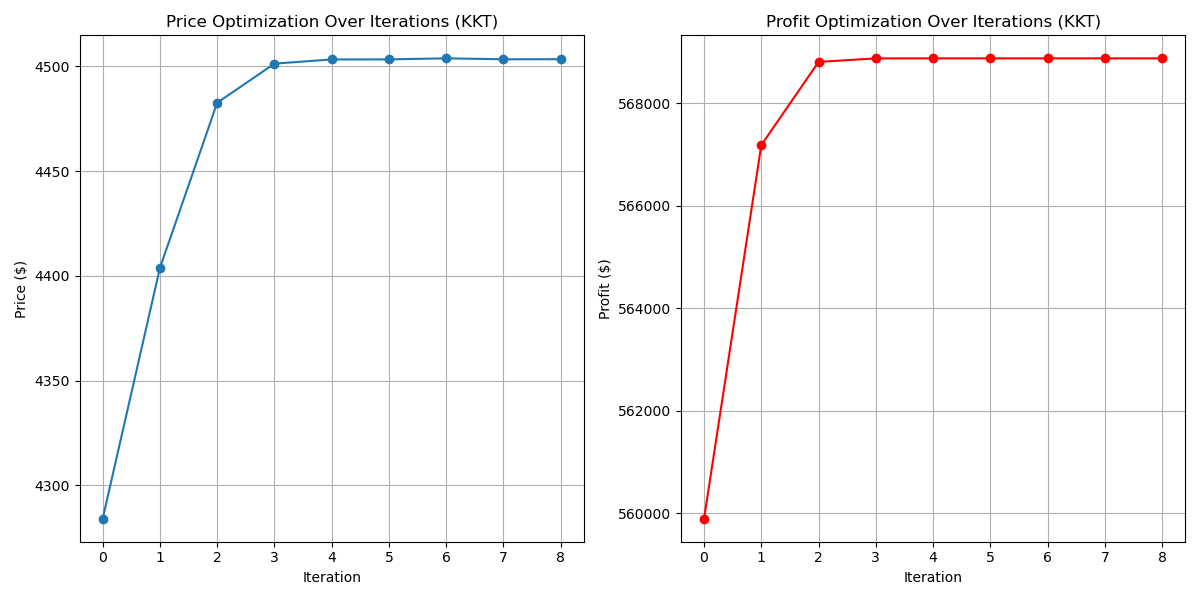 Price Optimization Over Iterations (KKT)
Price ($)
4500
4450
4400
4350
4300
0 1 2 3 4 5 6 7 8
Iteration
Profit Optimization Over Iterations (KKT)
Profit ($)
568000
566000
564000
562000
560000
0 1 2 3 4 5 6 7 8
Iteration